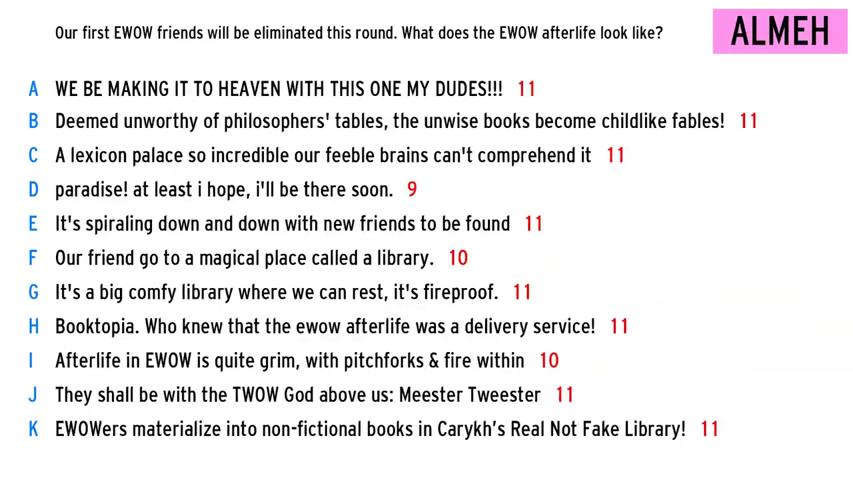 Our first EWOW friends will be eliminated this round. What does the EWOW afterlife look like?
ALMEH
A WE BE MAKING IT TO HEAVEN WITH THIS ONE MY DUDES!!! 11
B Deemed unworthy of philosophers' tables, the unwise books become childlike fables! 11
C A lexicon palace so incredible our feeble brains can't comprehend it 11
D paradise! at least i hope, i'll be there soon. 9
E It's spiraling down and down with new friends to be found 11
F Our friend go to a magical place called a library. 10
G It's a big comfy library where we can rest, it's fireproof. 11
H Booktopia. Who knew that the ewow afterlife was a delivery service! 11
I Afterlife in EWOW is quite grim, with pitchforks & fire within 10
J They shall be with the TWOW God above us: Meester Tweester 11
K EWOWers materialize into non-fictional books in Carykh’s Real Not Fake Library! 11